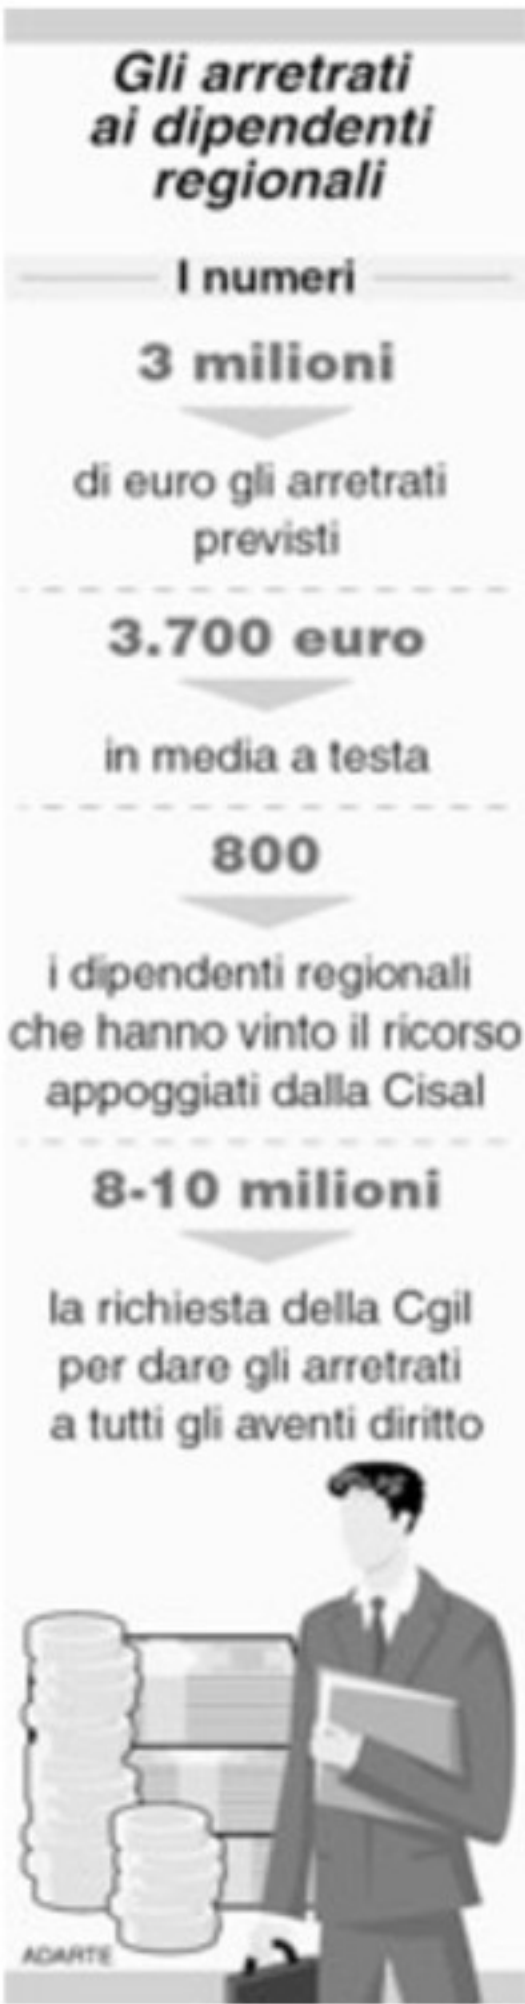 Gli arretrati
ai dipendenti
regionali
I numeri
3 milioni
di euro gli arretrati
previsti
3.700 euro
in media a testa
800
i dipendenti regionali
che hanno vinto il ricorso
appoggiati dalla Cisal
8-10 milioni
la richiesta della Cgil
per dare gli arretrati
a tutti gli aventi diritto
ADARTE